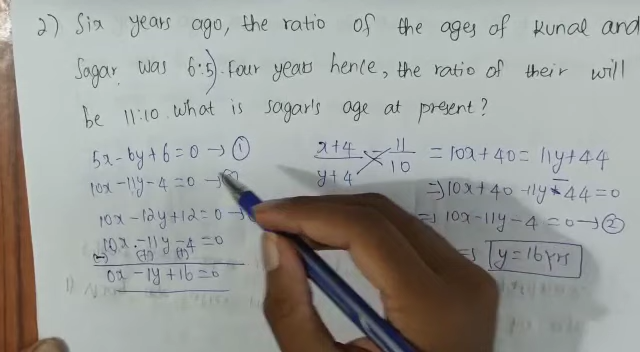 2) Six years ago, the ratio of the ages of Kunal and
Sagar was 6:5). Four years hence, the ratio of their will
be 11:10. What is sagar's age at present?
5x-6y+6=0 → ①
10x-11y-4=0 →
10x-12y+12=0 →
10x-11y-4=0
(-) (+) (+)
0x-1y+16=0
x+4/y+4 = 11/10 = 10x+40 = 11y+44
⇒ 10x+40-11y-44=0
⇒ 10x-11y-4=0 → ②
⇒ y=16yrs